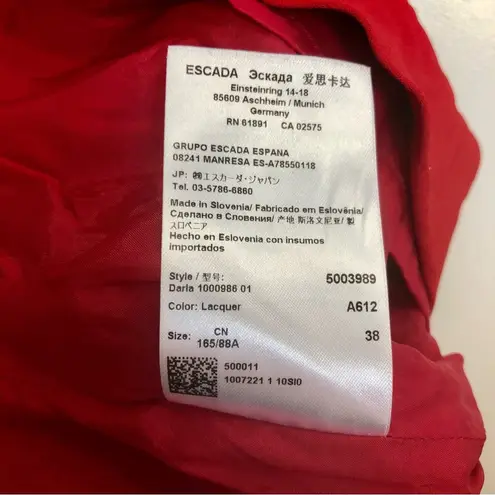 ESCADA Эскада 爱思卡达
Einsteinring 14-18
85609 Aschheim / Munich
Germany
RN 61891 CA 02575
GRUPO ESCADA ESPANA
08241 MANRESA ES-A78550118
JP: ㈱エスカーダ・ジャパン
Tel. 03-5786-6860
Made in Slovenia/ Fabricado em Eslovênia/
Сделано в Словении/ 产地 斯洛文尼亚/ 製
スロベニア
Hecho en Eslovenia con insumos
importados
Style / 型号: 5003989
Darla 1000986 01
Color: Lacquer A612
Size: CN 38
165/88A
500011
1007221 1 10SI0